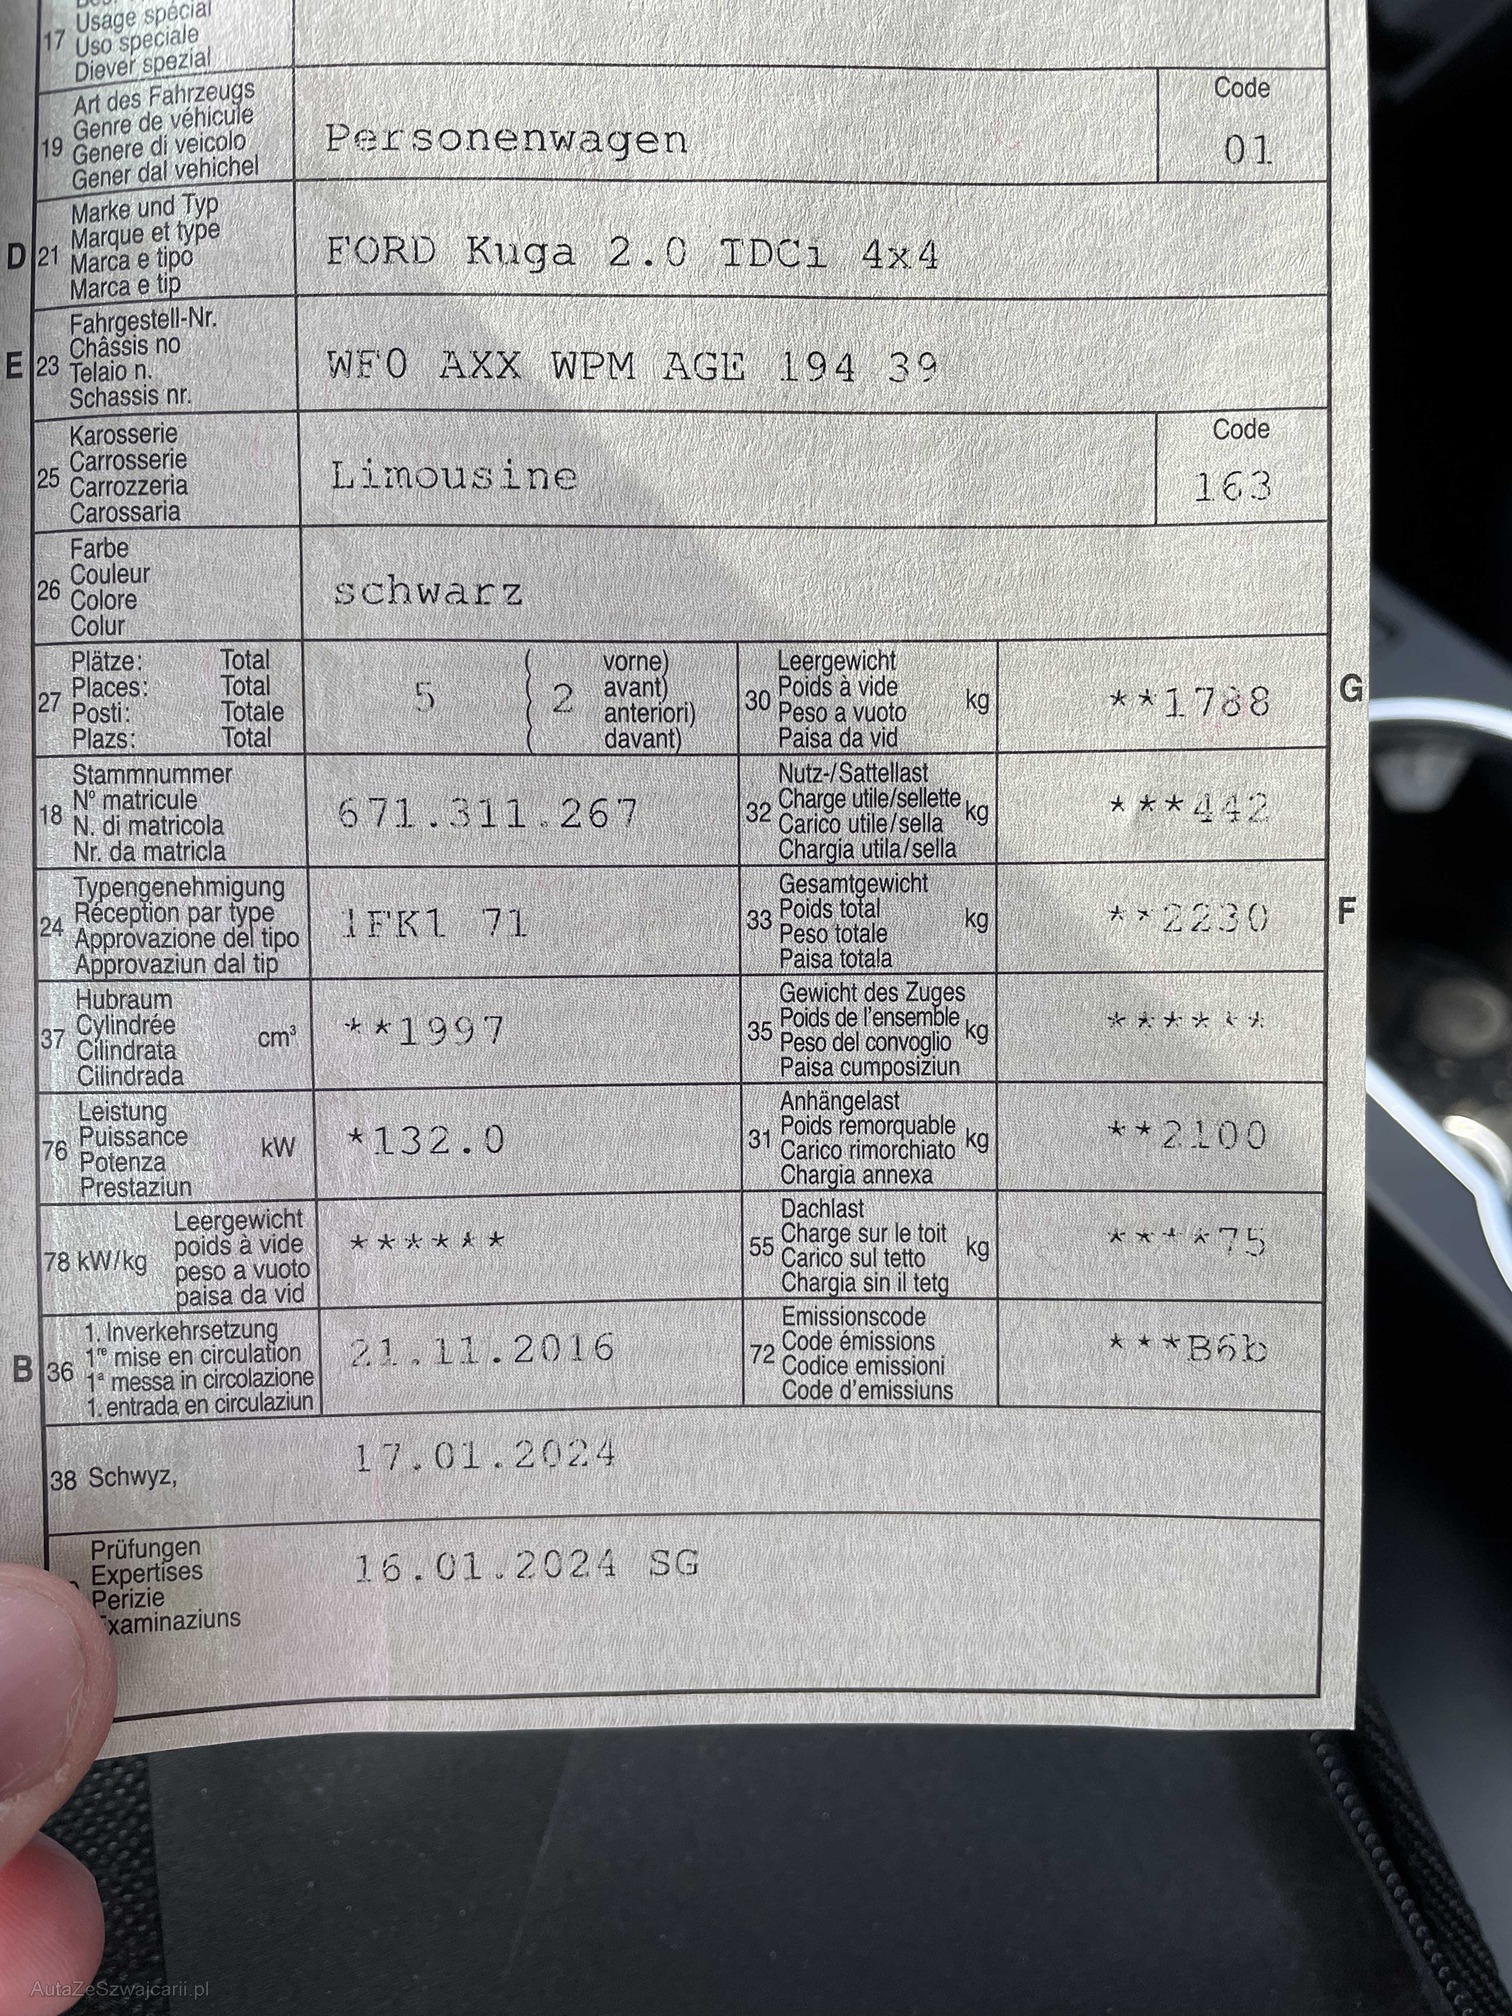 17 Usage spécial
Uso speciale
Diever spezial
Art des Fahrzeugs
Genre de véhicule
19 Genere di veicolo
Gener dal vehichel
Personenwagen
Code
01
Marke und Typ
D 21 Marque et type
Marca e tipo
Marca e tip
FORD Kuga 2.0 TDCi 4x4
Fahrgestell-Nr.
E 23 Châssis no
Telaio n.
Schassis nr.
WF0 AXX WPM AGE 194 39
Karosserie
25 Carrosserie
Carrozzeria
Carossaria
Limousine
Code
163
Farbe
26 Couleur
Colore
Colur
schwarz
Plätze: Total
27 Places: Total
Posti: Totale
Plazs: Total
5 2 vorne)
avant)
anteriori)
davant)
Leergewicht
30 Poids à vide kg
Peso a vuoto
Paisa da vid
**1788 G
Stammnummer
18 N° matricule
N. di matricola
Nr. da matricla
671.311.267
Nutz-/Sattellast
32 Charge utile/sellette kg
Carico utile/sella
Chargia utila/sella
***442
Typengenehmigung
24 Réception par type
Approvazione del tipo
Approvaziun dal tip
1FK1 71
Gesamtgewicht
33 Poids total kg
Peso totale
Paisa totala
**2230 F
Hubraum
37 Cylindrée cm³
Cilindrata
Cilindrada
**1997
Gewicht des Zuges
35 Poids de l'ensemble kg
Peso del convoglio
Paisa cumposiziun
******
Leistung
76 Puissance kW
Potenza
Prestaziun
*132.0
Anhängelast
31 Poids remorquable kg
Carico rimorchiato
Chargia annexa
**2100
Leergewicht
78 kW/kg poids à vide
peso a vuoto
paisa da vid
******
Dachlast
55 Charge sur le toit kg
Carico sul tetto
Chargia sin il tetg
****75
1. Inverkehrsetzung
B 36 1re mise en circulation
1a messa in circolazione
1. entrada en circulaziun
21.11.2016
Emissionscode
72 Code émissions
Codice emissioni
Code d'emissiuns
***B6b
38 Schwyz,
17.01.2024
Prüfungen
Expertises
Perizie
xaminaziuns
16.01.2024 SG
AutaZeSzwajcarii.pl